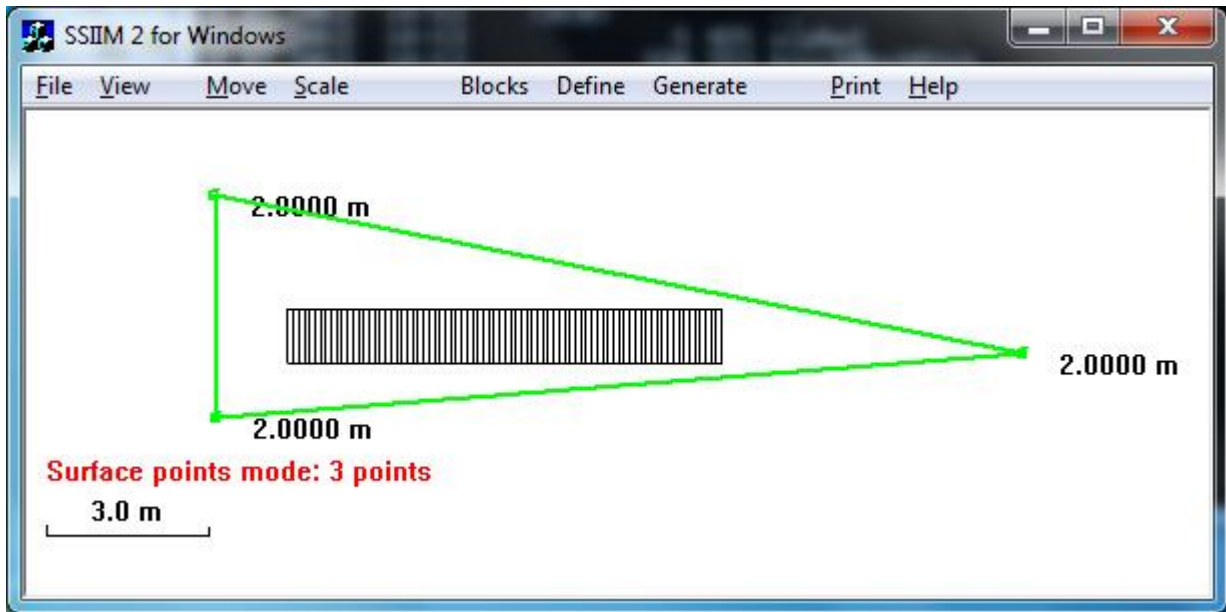 SSIIM 2 for Windows
File View Move Scale Blocks Define Generate Print Help
2.0000 m
2.0000 m
2.0000 m
Surface points mode: 3 points
3.0 m